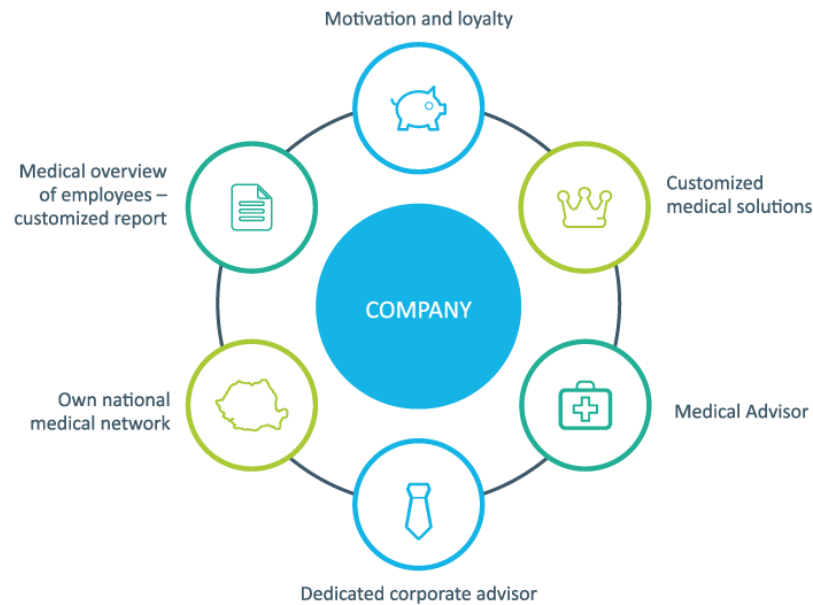 Motivation and loyalty
Medical overview
of employees –
customized report
Customized
medical solutions
COMPANY
Own national
medical network
Medical Advisor
Dedicated corporate advisor